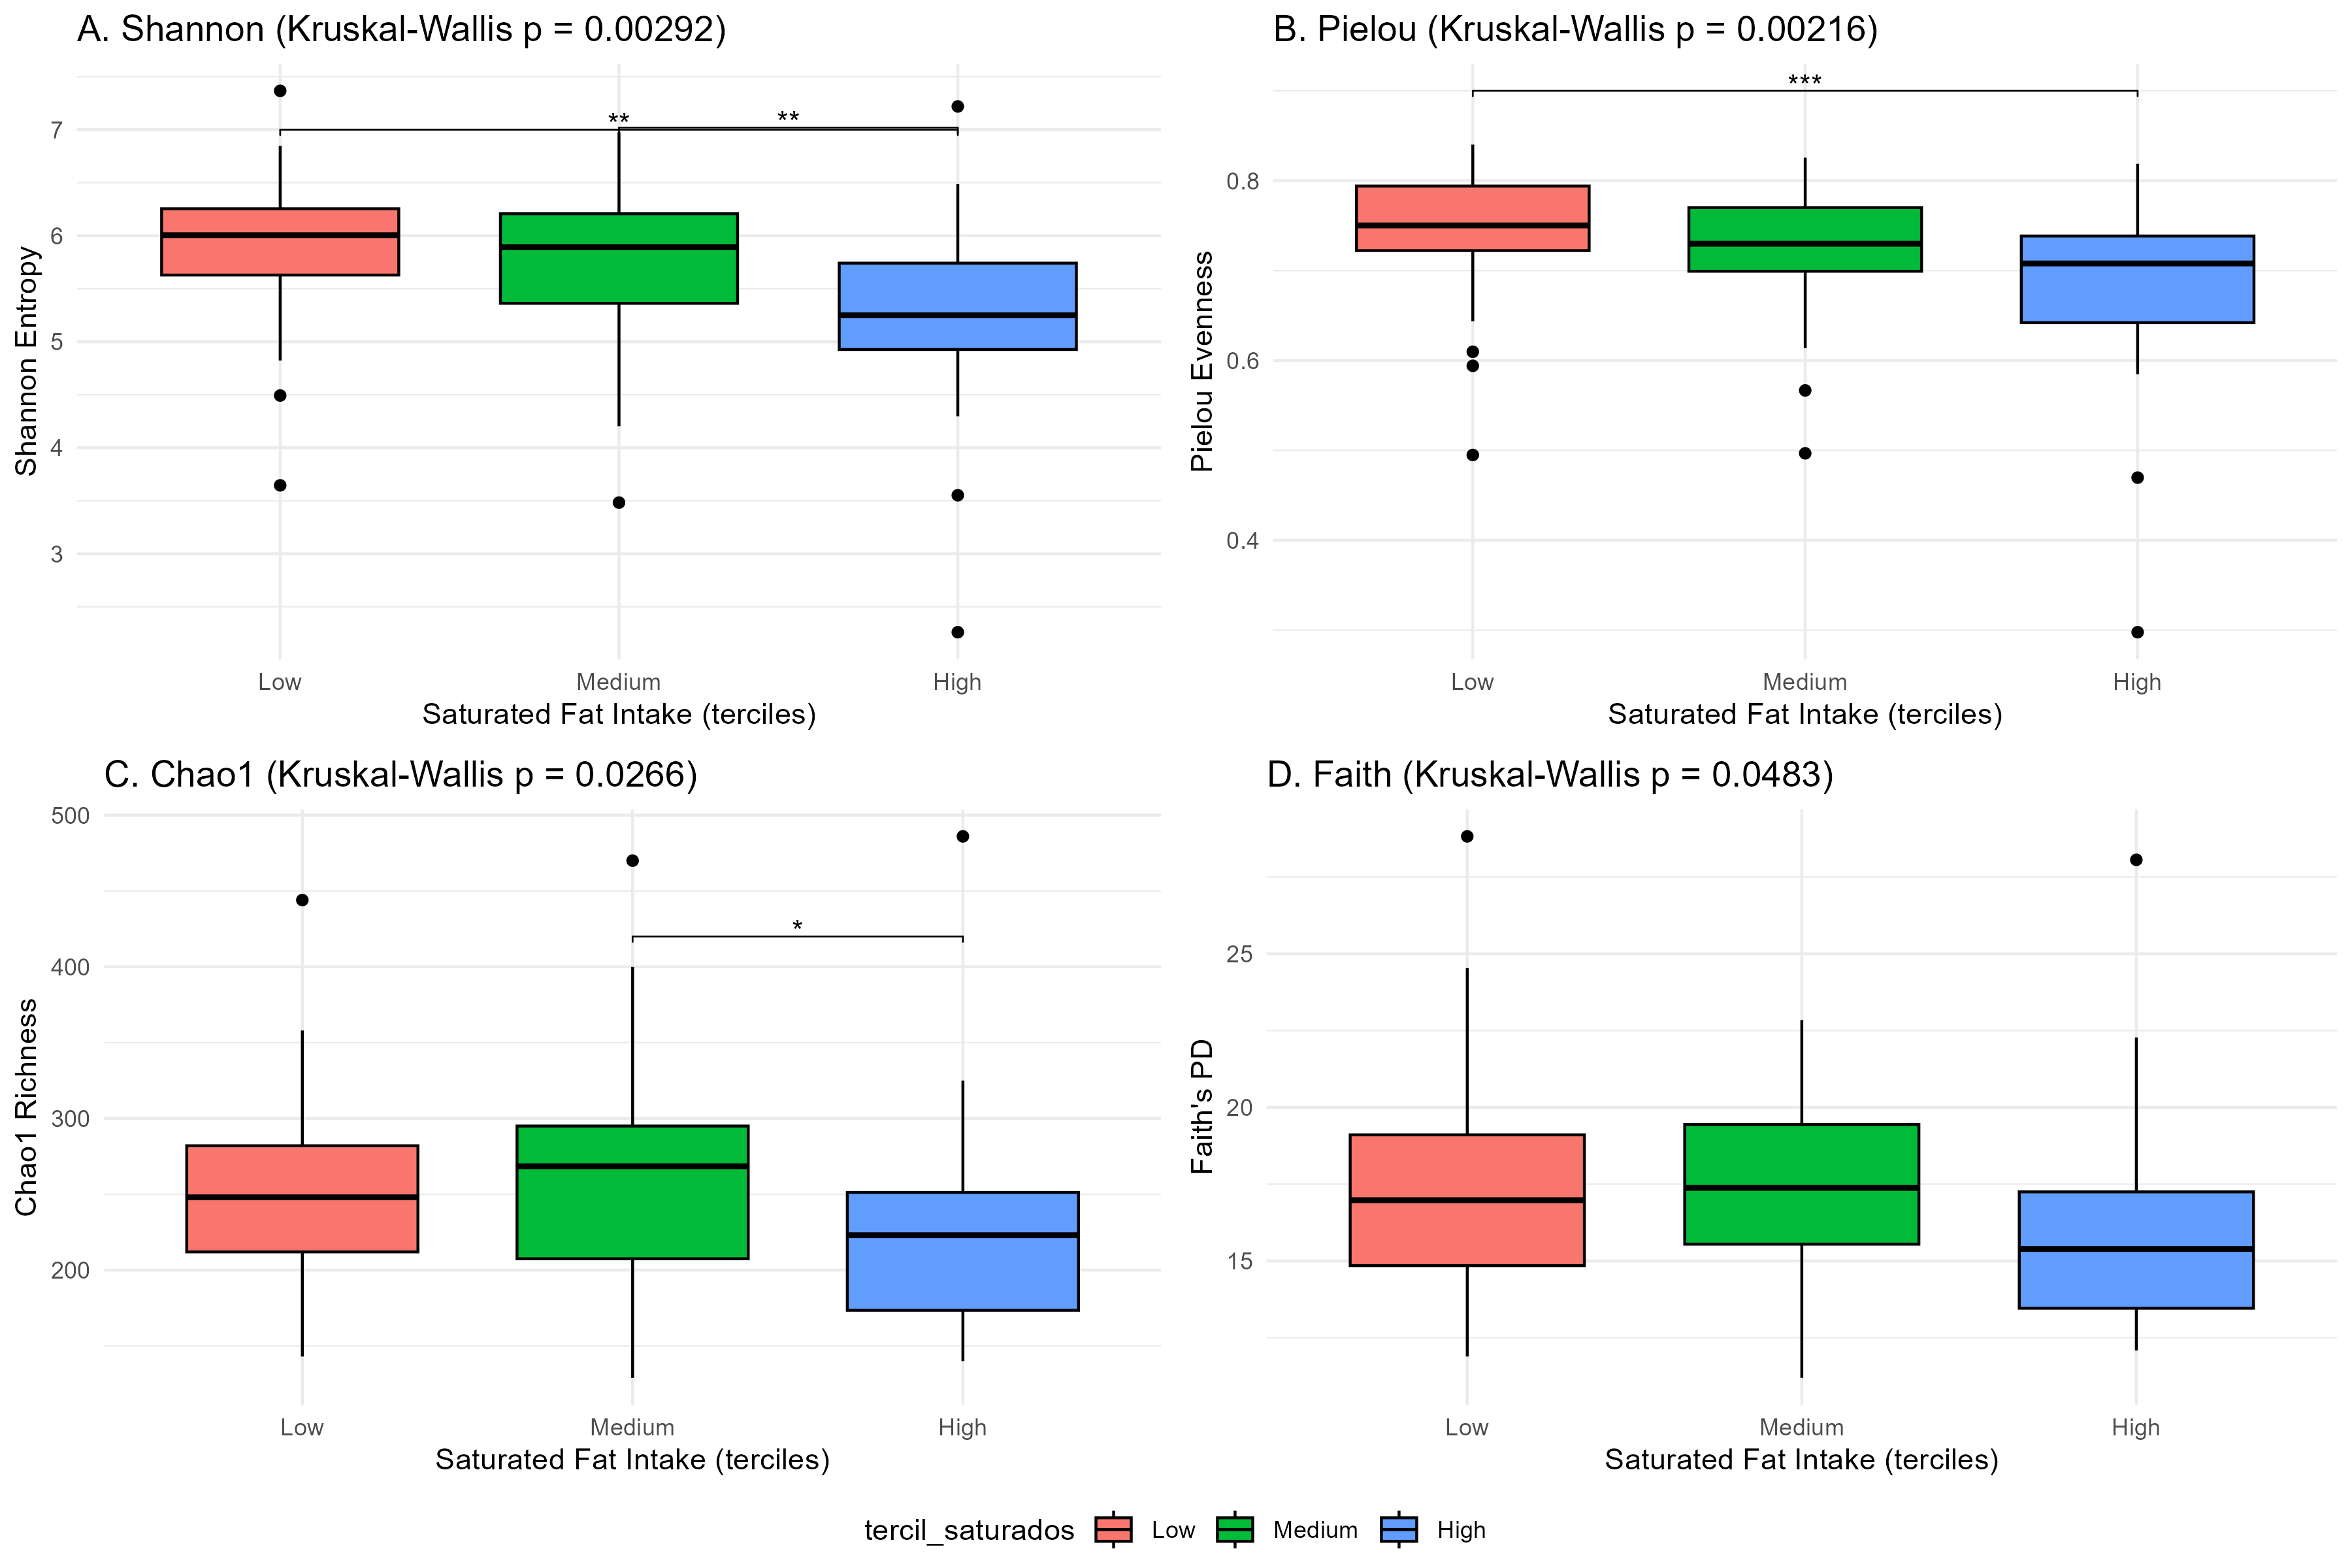 A. Shannon (Kruskal-Wallis p = 0.00292)
Shannon Entropy
7
6
5
4
3
**
**
Low
Medium
High
Saturated Fat Intake (terciles)
B. Pielou (Kruskal-Wallis p = 0.00216)
Pielou Evenness
0.8
0.6
0.4
***
Low
Medium
High
Saturated Fat Intake (terciles)
C. Chao1 (Kruskal-Wallis p = 0.0266)
Chao1 Richness
500
400
300
200
*
Low
Medium
High
Saturated Fat Intake (terciles)
D. Faith (Kruskal-Wallis p = 0.0483)
Faith's PD
25
20
15
Low
Medium
High
Saturated Fat Intake (terciles)
tercil_saturados Low Medium High